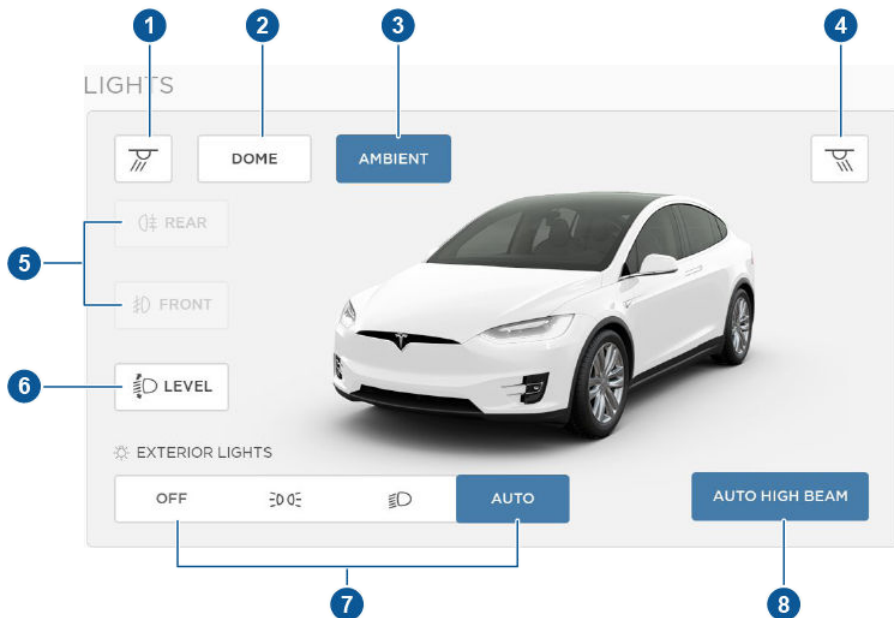 1 2 3 4
LIGHTS
DOME AMBIENT
REAR
5
FRONT
6 LEVEL
EXTERIOR LIGHTS
OFF AUTO AUTO HIGH BEAM
7 8